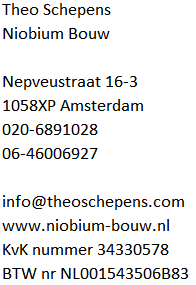 Theo Schepens
Niobium Bouw
Nepveustraat 16-3
1058XP Amsterdam
020-6891028
06-46006927
info@theoschepens.com
www.niobium-bouw.nl
KvK nummer 34330578
BTW nr NL001543506B83